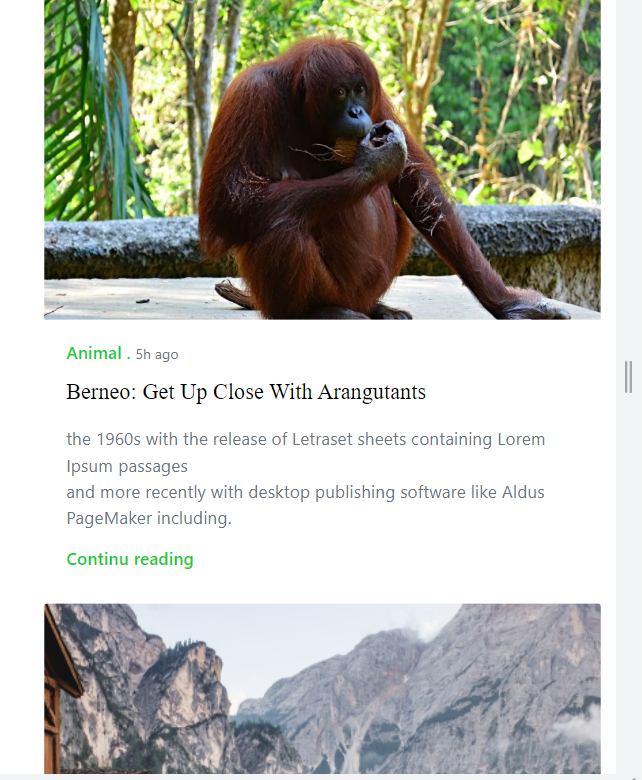 Animal . 5h ago
Berneo: Get Up Close With Arangutants
the 1960s with the release of Letraset sheets containing Lorem
Ipsum passages
and more recently with desktop publishing software like Aldus
PageMaker including.
Continu reading